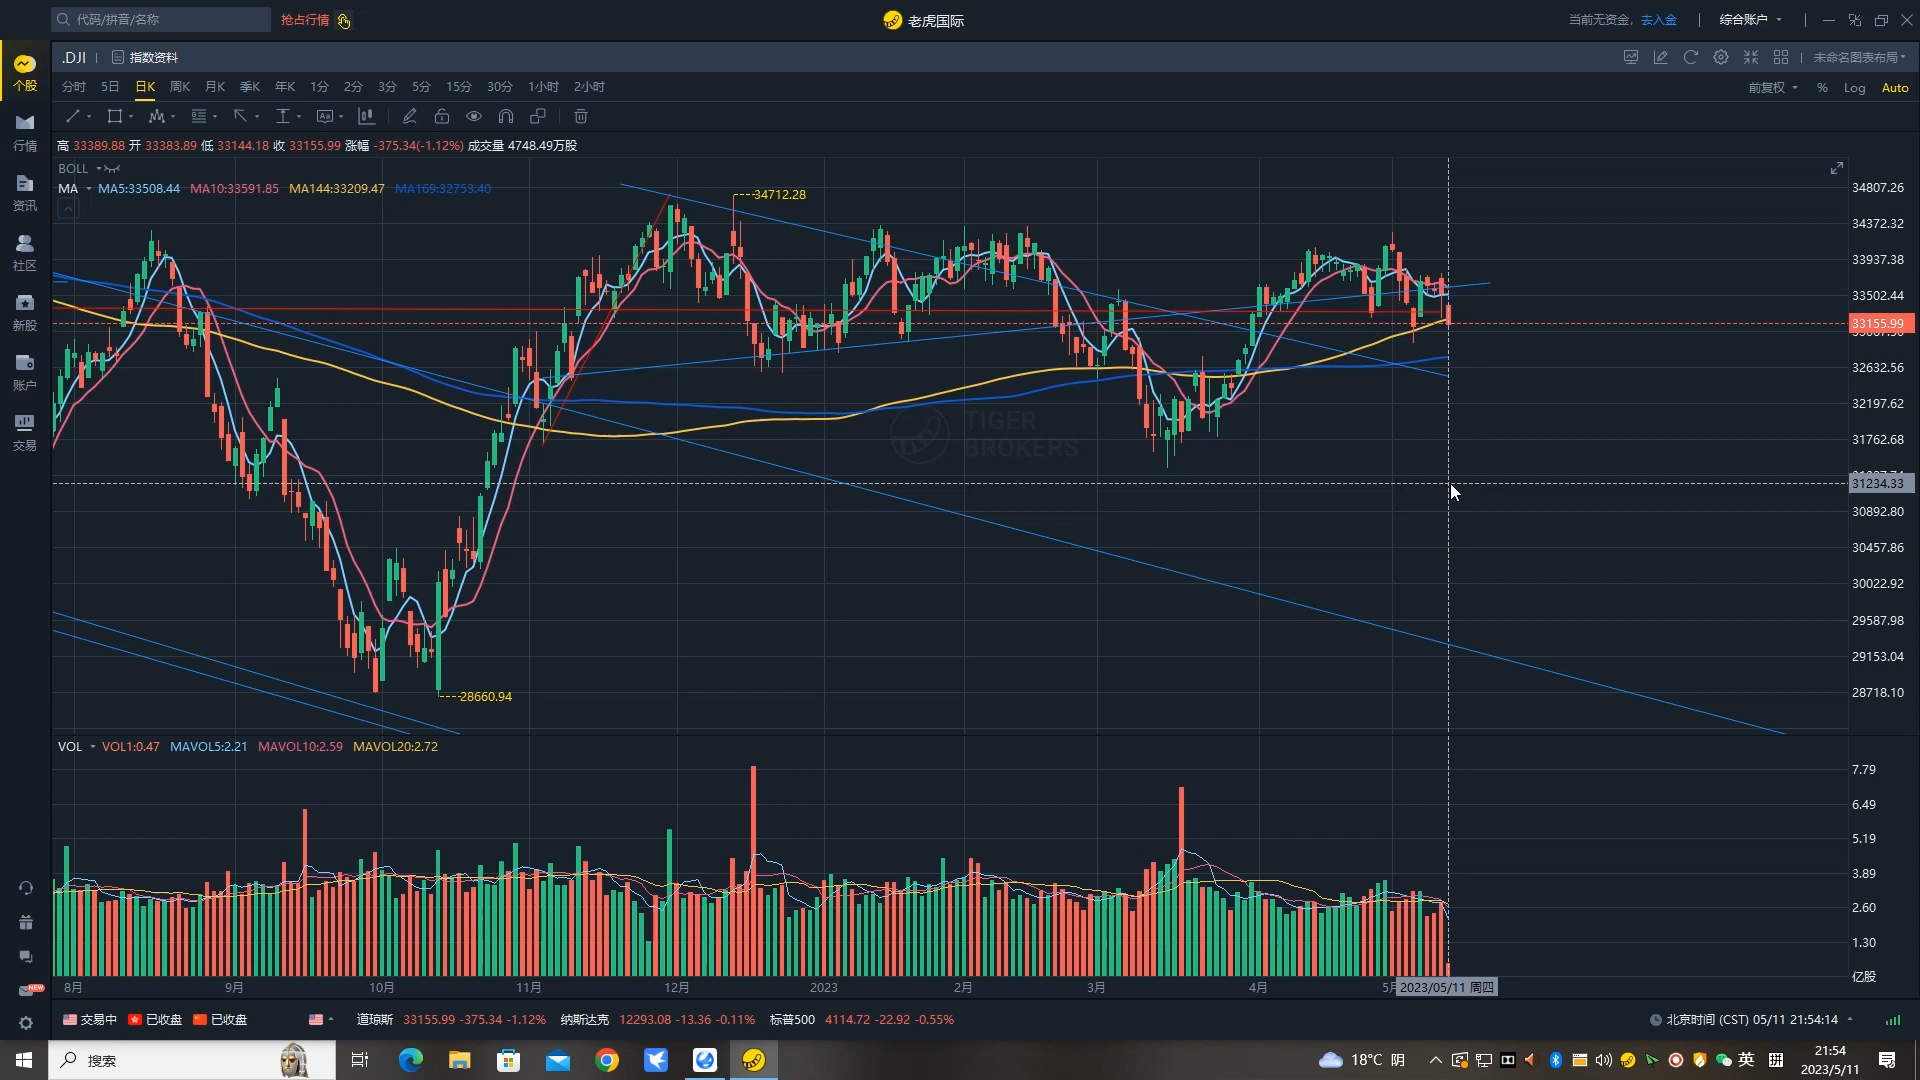 代码/拼音/名称 抢占行情 老虎国际 当前无资金，去入金 综合账户
.DJI 指数资料 未命名图表布局
分时 5日 日K 周K 月K 季K 年K 1分 2分 3分 5分 15分 30分 1小时 2小时 前复权 % Log Auto
高 33389.88 开 33383.89 低 33144.18 收 33155.99 涨幅 -375.34(-1.12%) 成交量 4748.49万股
BOLL
MA MA5:33508.44 MA10:33591.85 MA144:33209.47 MA169:32753.40
个股
行情
资讯
社区
新股
账户
交易
34712.28
28660.94
TIGER
BROKERS
34807.26
34372.32
33937.38
33502.44
33155.99
32632.56
32197.62
31762.68
31234.33
30892.80
30457.86
30022.92
29587.98
29153.04
28718.10
VOL VOL1:0.47 MAVOL5:2.21 MAVOL10:2.59 MAVOL20:2.72
7.79
6.49
5.19
3.89
2.60
1.30
亿股
8月 9月 10月 11月 12月 2023 2月 3月 4月 5月 2023/05/11 周四
NEW
交易中 已收盘 已收盘 道琼斯 33155.99 -375.34 -1.12% 纳斯达克 12293.08 -13.36 -0.11% 标普500 4114.72 -22.92 -0.55% 北京时间 (CST) 05/11 21:54:14
搜索 18°C 阴 英 拼 21:54
2023/5/11